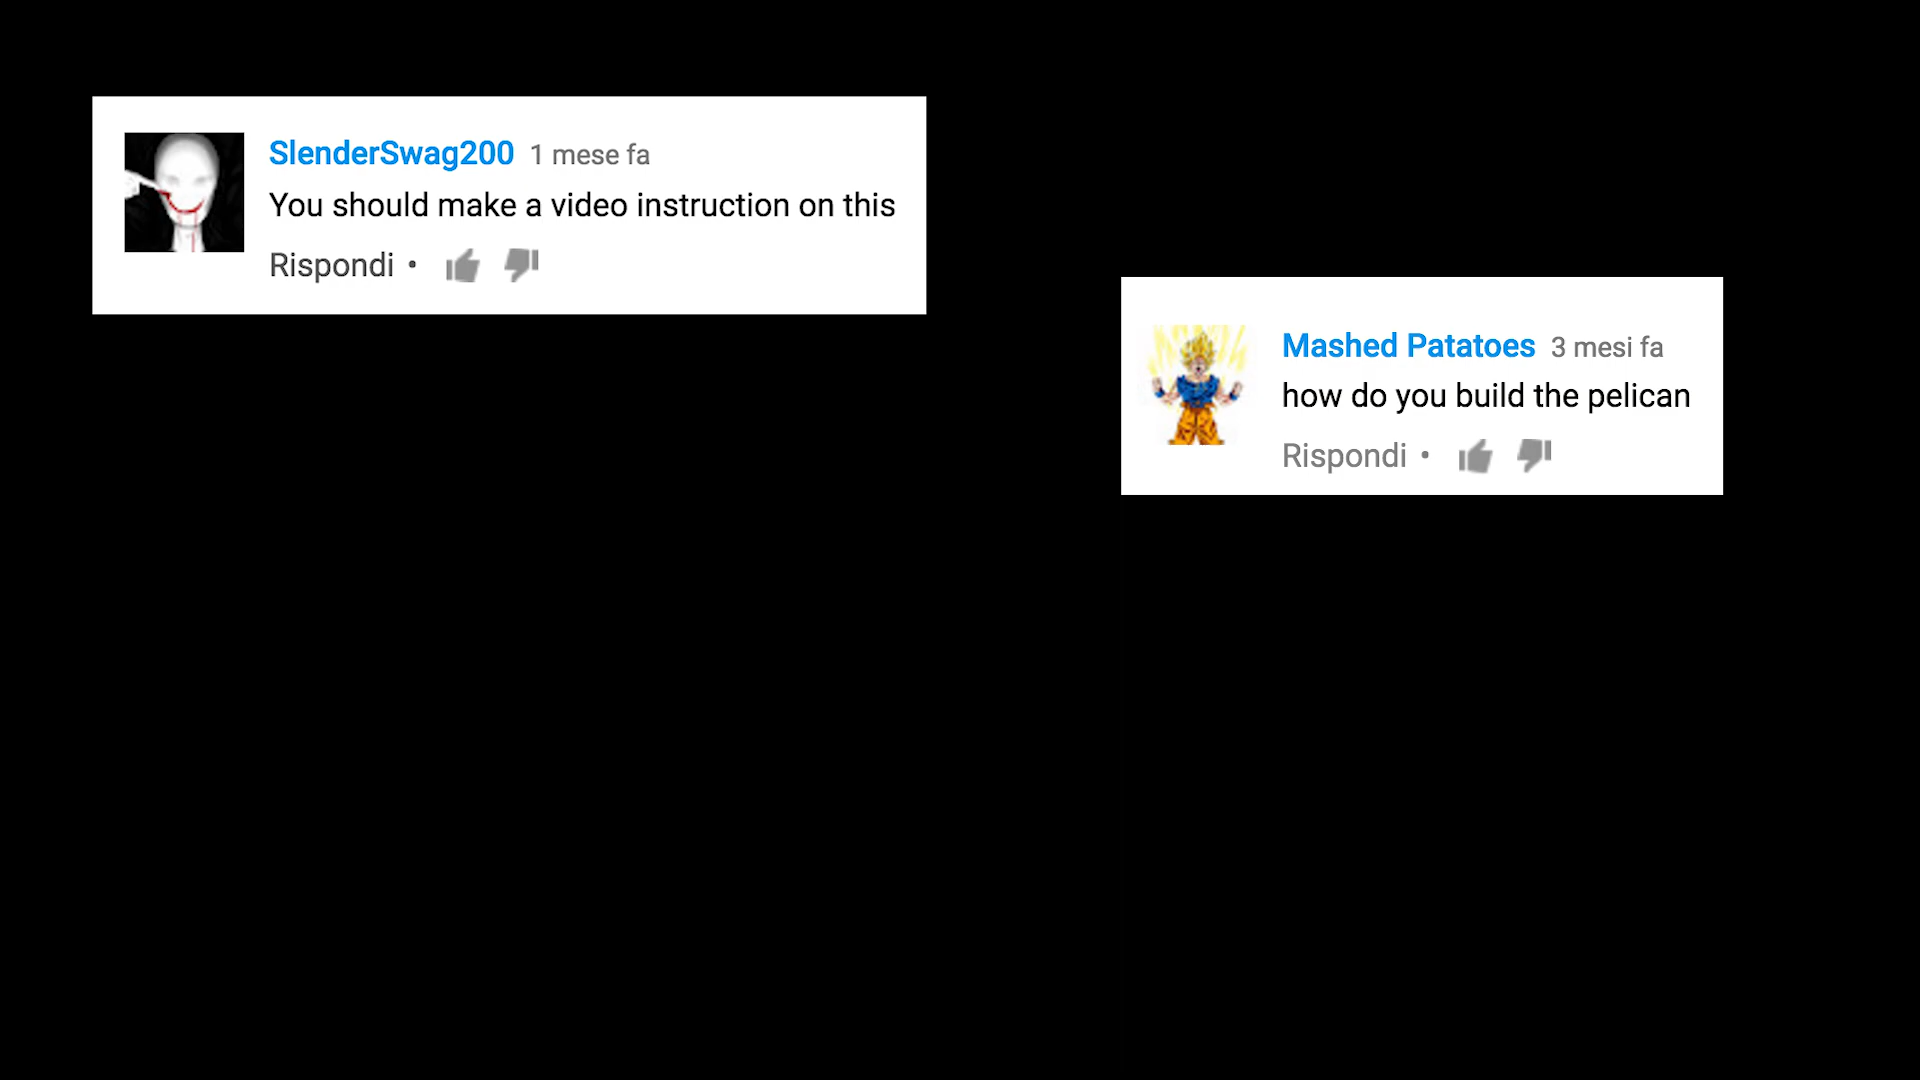 SlenderSwag200 1 mese fa
You should make a video instruction on this
Rispondi •
Mashed Patatoes 3 mesi fa
how do you build the pelican
Rispondi •